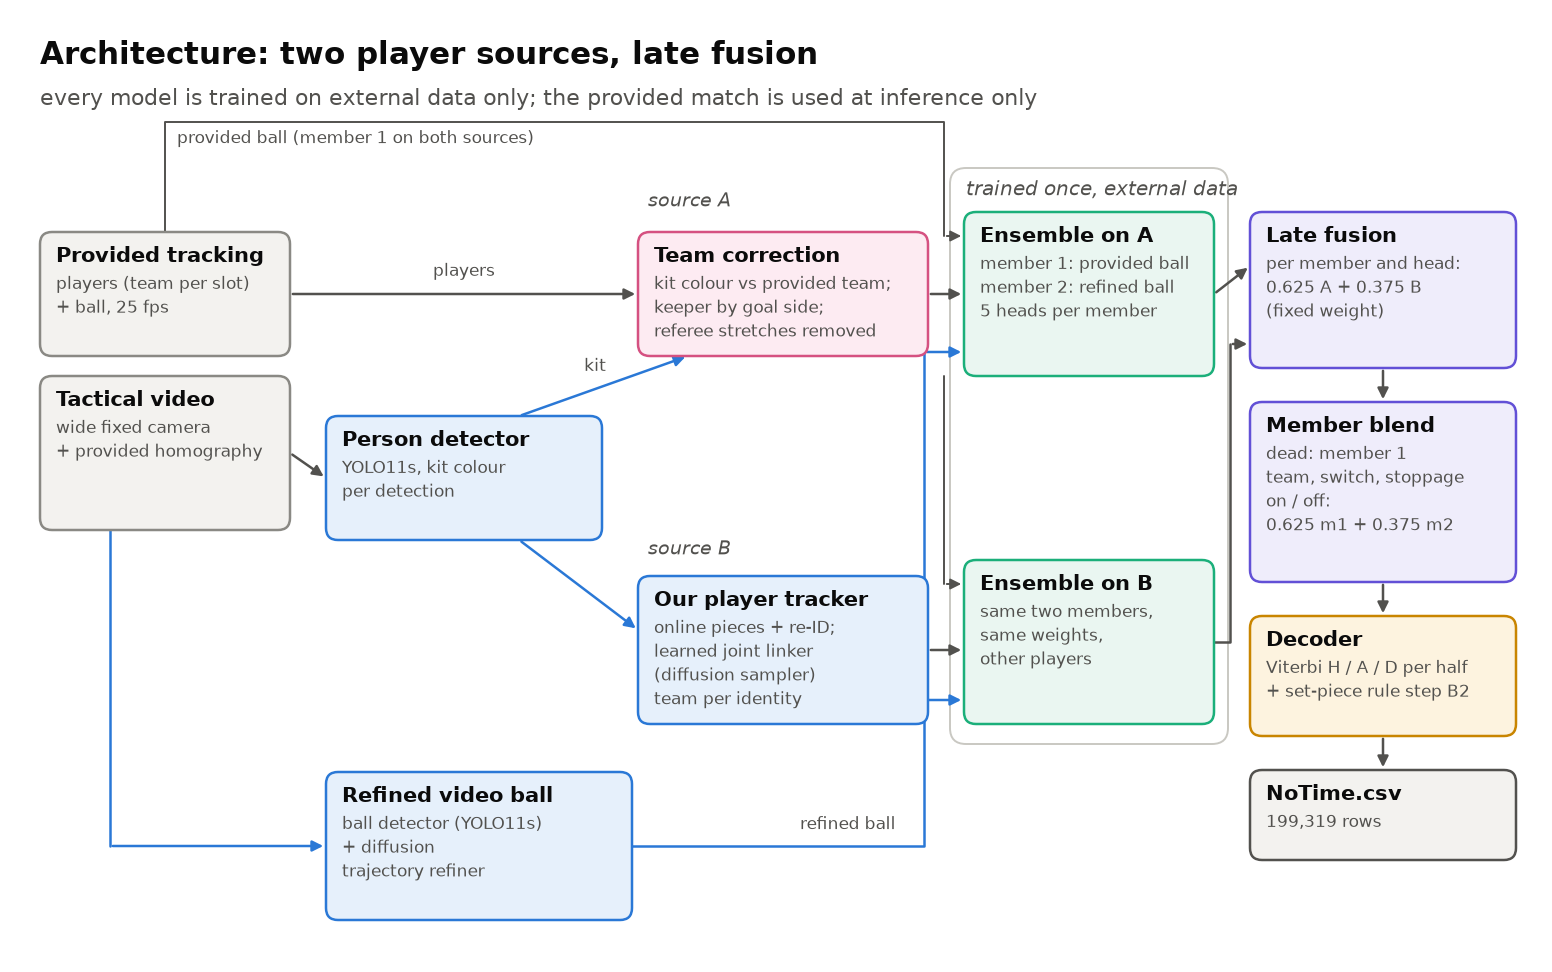 Architecture: two player sources, late fusion
every model is trained on external data only; the provided match is used at inference only
provided ball (member 1 on both sources)
Provided tracking
players (team per slot)
+ ball, 25 fps
players
source A
Team correction
kit colour vs provided team;
keeper by goal side;
referee stretches removed
trained once, external data
Ensemble on A
member 1: provided ball
member 2: refined ball
5 heads per member
Late fusion
per member and head:
0.625 A + 0.375 B
(fixed weight)
Tactical video
wide fixed camera
+ provided homography
kit
Person detector
YOLO11s, kit colour
per detection
Member blend
dead: member 1
team, switch, stoppage
on / off:
0.625 m1 + 0.375 m2
source B
Our player tracker
online pieces + re-ID;
learned joint linker
(diffusion sampler)
team per identity
Ensemble on B
same two members,
same weights,
other players
Decoder
Viterbi H / A / D per half
+ set-piece rule step B2
Refined video ball
ball detector (YOLO11s)
+ diffusion
trajectory refiner
refined ball
NoTime.csv
199,319 rows